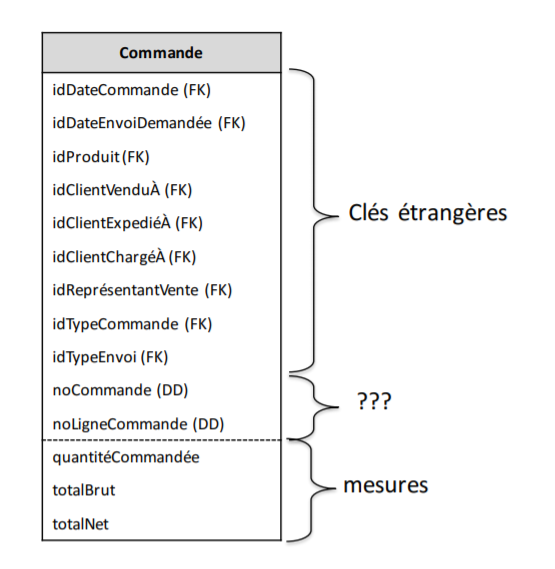 Commande
idDateCommande (FK)
idDateEnvoiDemandée (FK)
idProduit (FK)
idClientVenduÀ (FK)
idClientExpediéÀ (FK)
idClientChargéÀ (FK)
idReprésentantVente (FK)
idTypeCommande (FK)
idTypeEnvoi (FK)
Clés étrangères
noCommande (DD)
noLigneCommande (DD)
???
quantitéCommandée
totalBrut
totalNet
mesures